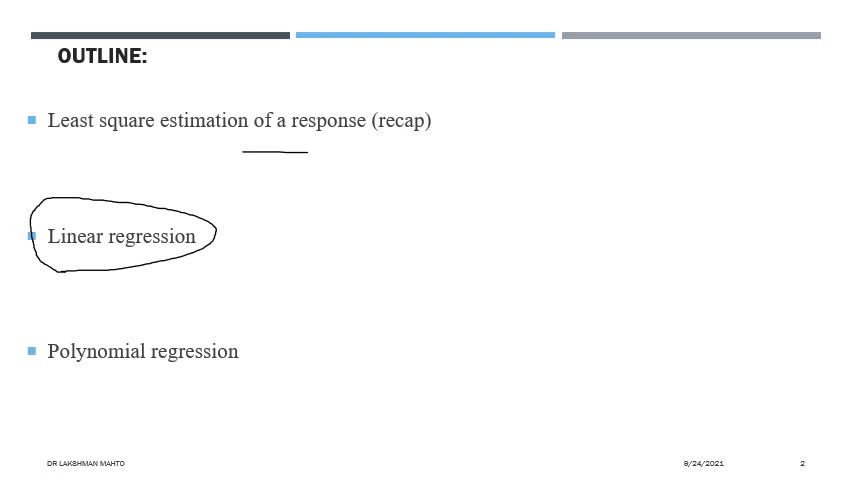 OUTLINE:
Least square estimation of a response (recap)
Linear regression
Polynomial regression
DR LAKSHMAN MAHTO
9/24/2021
2